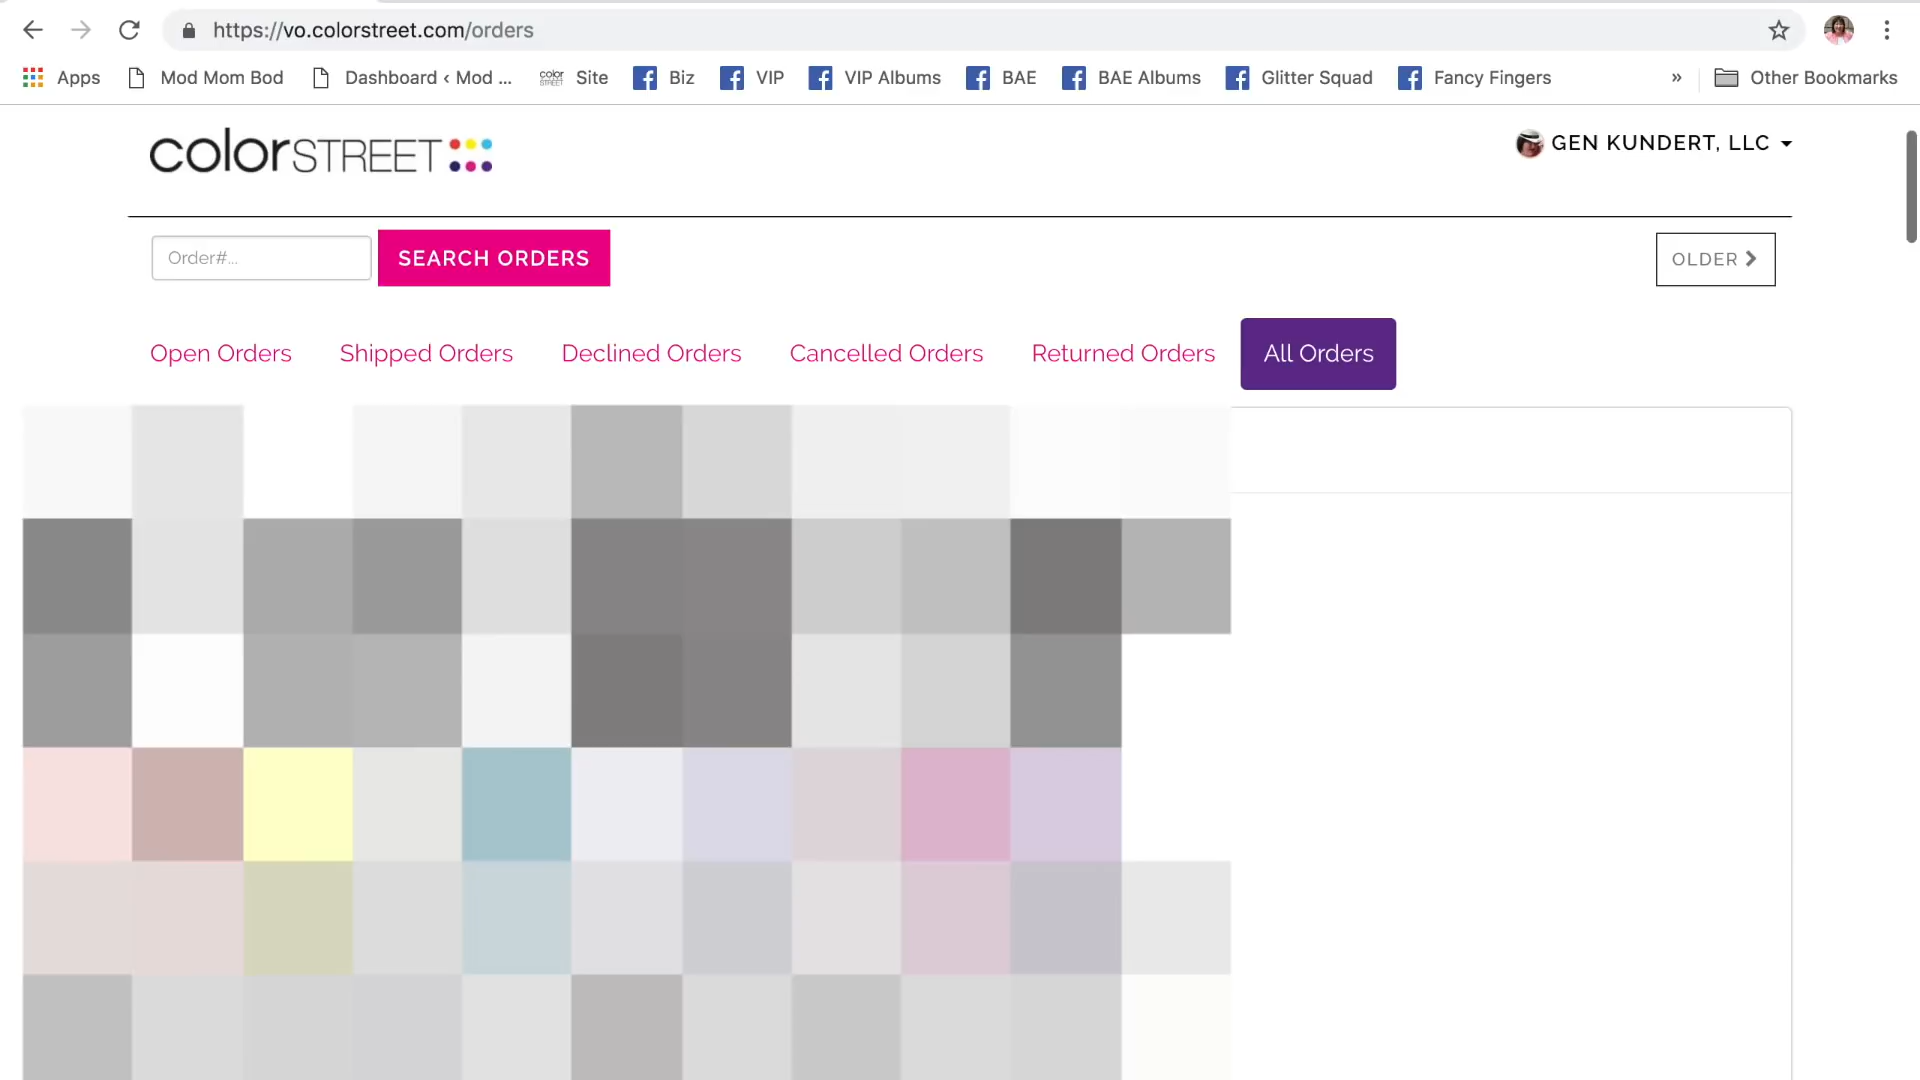 https://vo.colorstreet.com/orders
Apps Mod Mom Bod Dashboard ‹ Mod ... color STREET Site Biz VIP VIP Albums BAE BAE Albums Glitter Squad Fancy Fingers » Other Bookmarks
colorSTREET GEN KUNDERT, LLC
Order#... SEARCH ORDERS OLDER
Open Orders Shipped Orders Declined Orders Cancelled Orders Returned Orders All Orders